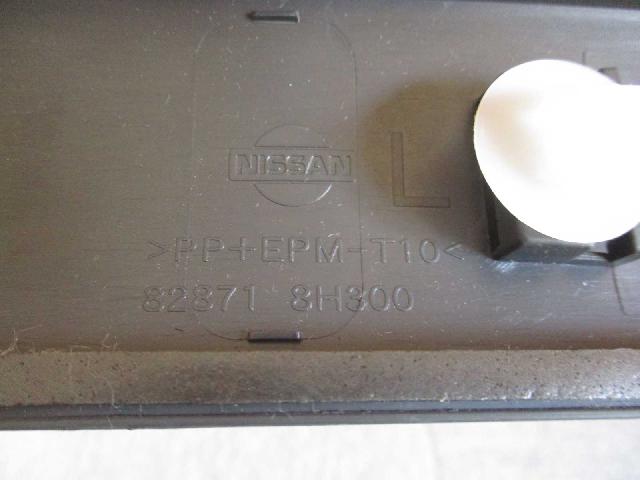 NISSAN
L
>PP+EPM-T10<
82871 8H300